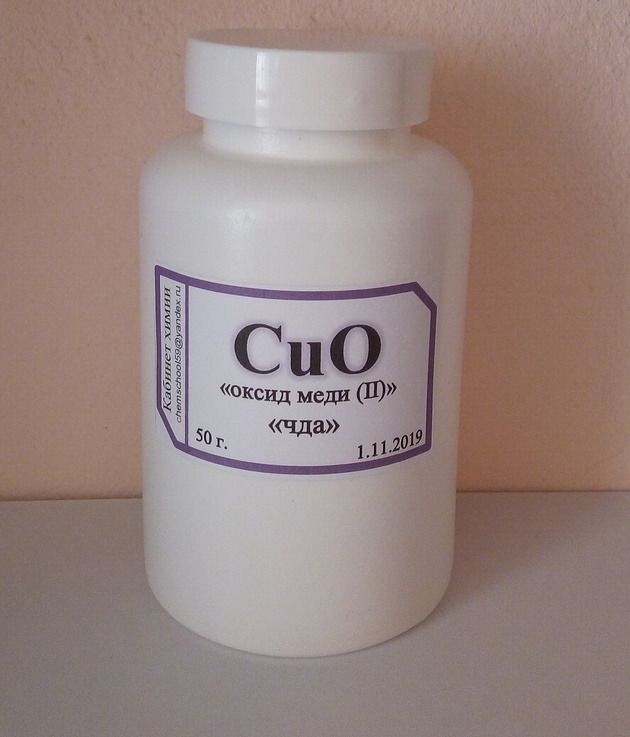 Кабинет химии
chemschool59@yandex.ru
CuO
«оксид меди (II)»
«чда»
50 г.
1.11.2019